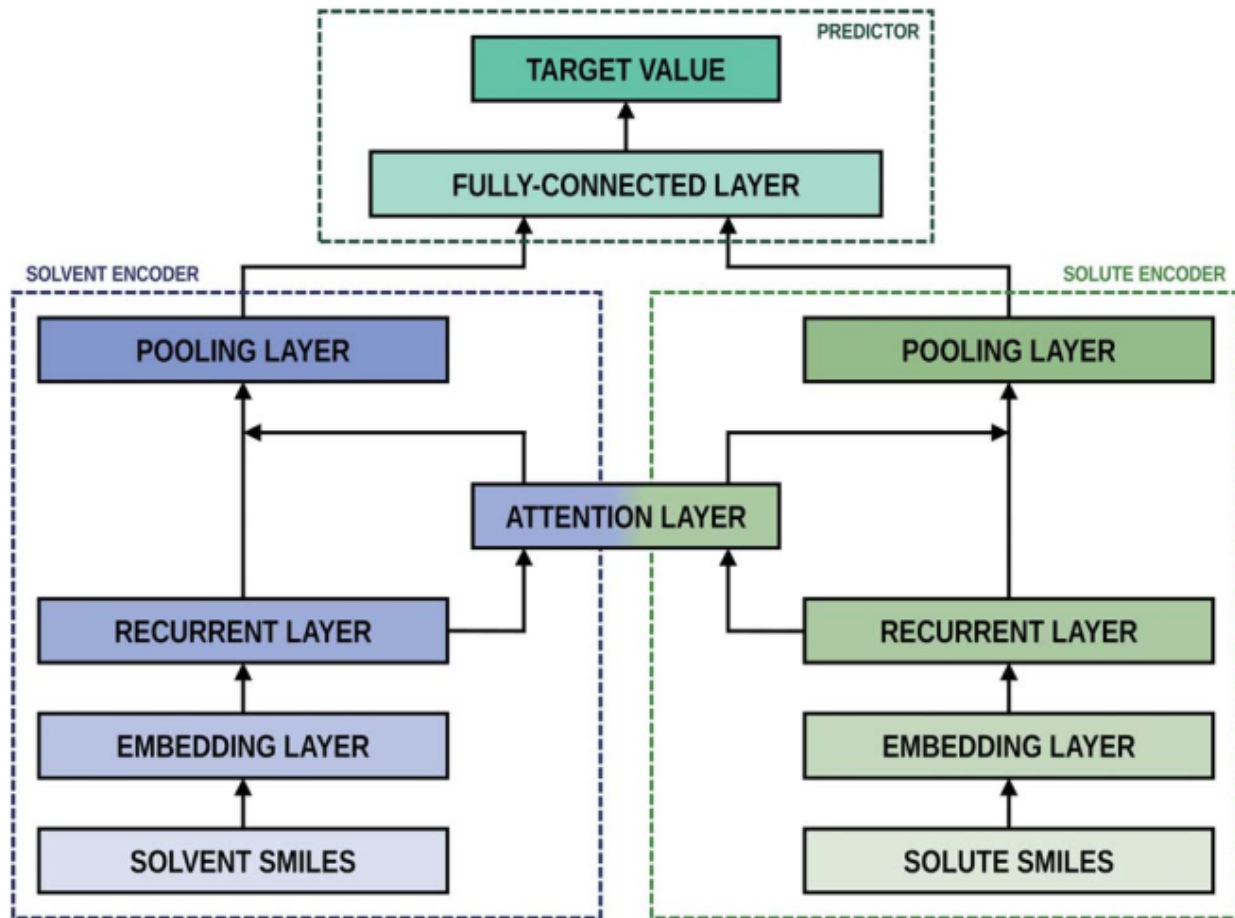 PREDICTOR
TARGET VALUE
FULLY-CONNECTED LAYER
SOLVENT ENCODER
SOLUTE ENCODER
POOLING LAYER
POOLING LAYER
ATTENTION LAYER
RECURRENT LAYER
RECURRENT LAYER
EMBEDDING LAYER
EMBEDDING LAYER
SOLVENT SMILES
SOLUTE SMILES